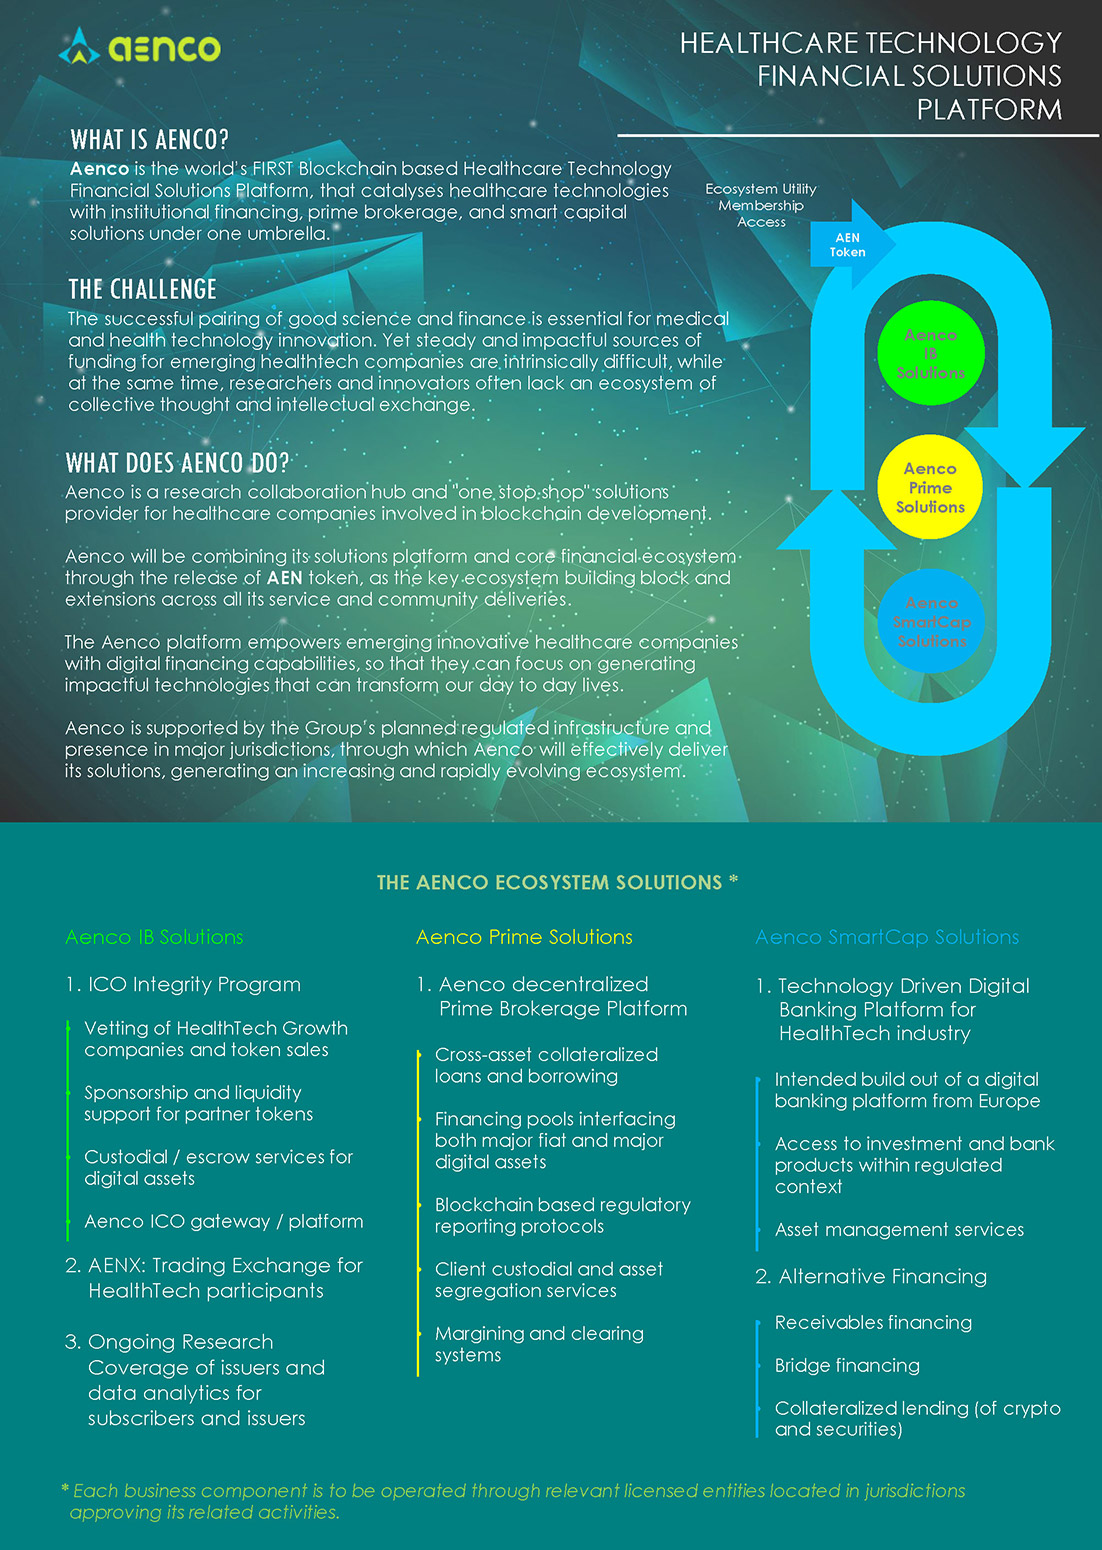 aenco
HEALTHCARE TECHNOLOGY
FINANCIAL SOLUTIONS
PLATFORM
WHAT IS AENCO?
Aenco is the world's FIRST Blockchain based Healthcare Technology
Financial Solutions Platform, that catalyses healthcare technologies
with institutional financing, prime brokerage, and smart capital
solutions under one umbrella.
THE CHALLENGE
The successful pairing of good science and finance is essential for medical
and health technology innovation. Yet steady and impactful sources of
funding for emerging healthtech companies are intrinsically difficult, while
at the same time, researchers and innovators often lack an ecosystem of
collective thought and intellectual exchange.
WHAT DOES AENCO DO?
Aenco is a research collaboration hub and "one stop shop" solutions
provider for healthcare companies involved in blockchain development.
Aenco will be combining its solutions platform and core financial ecosystem
through the release of AEN token, as the key ecosystem building block and
extensions across all its service and community deliveries.
The Aenco platform empowers emerging innovative healthcare companies
with digital financing capabilities, so that they can focus on generating
impactful technologies that can transform our day to day lives.
Aenco is supported by the Group's planned regulated infrastructure and
presence in major jurisdictions, through which Aenco will effectively deliver
its solutions, generating an increasing and rapidly evolving ecosystem.
Ecosystem Utility
Membership
Access
AEN
Token
Aenco
IB
Solutions
Aenco
Prime
Solutions
Aenco
SmartCap
Solutions
THE AENCO ECOSYSTEM SOLUTIONS *
Aenco IB Solutions
1. ICO Integrity Program
Vetting of HealthTech Growth
companies and token sales
Sponsorship and liquidity
support for partner tokens
Custodial / escrow services for
digital assets
Aenco ICO gateway / platform
2. AENX: Trading Exchange for
HealthTech participants
3. Ongoing Research
Coverage of issuers and
data analytics for
subscribers and issuers
Aenco Prime Solutions
1. Aenco decentralized
Prime Brokerage Platform
Cross-asset collateralized
loans and borrowing
Financing pools interfacing
both major fiat and major
digital assets
Blockchain based regulatory
reporting protocols
Client custodial and asset
segregation services
Margining and clearing
systems
Aenco SmartCap Solutions
1. Technology Driven Digital
Banking Platform for
HealthTech industry
Intended build out of a digital
banking platform from Europe
Access to investment and bank
products within regulated
context
Asset management services
2. Alternative Financing
Receivables financing
Bridge financing
Collateralized lending (of crypto
and securities)
* Each business component is to be operated through relevant licensed entities located in jurisdictions
approving its related activities.